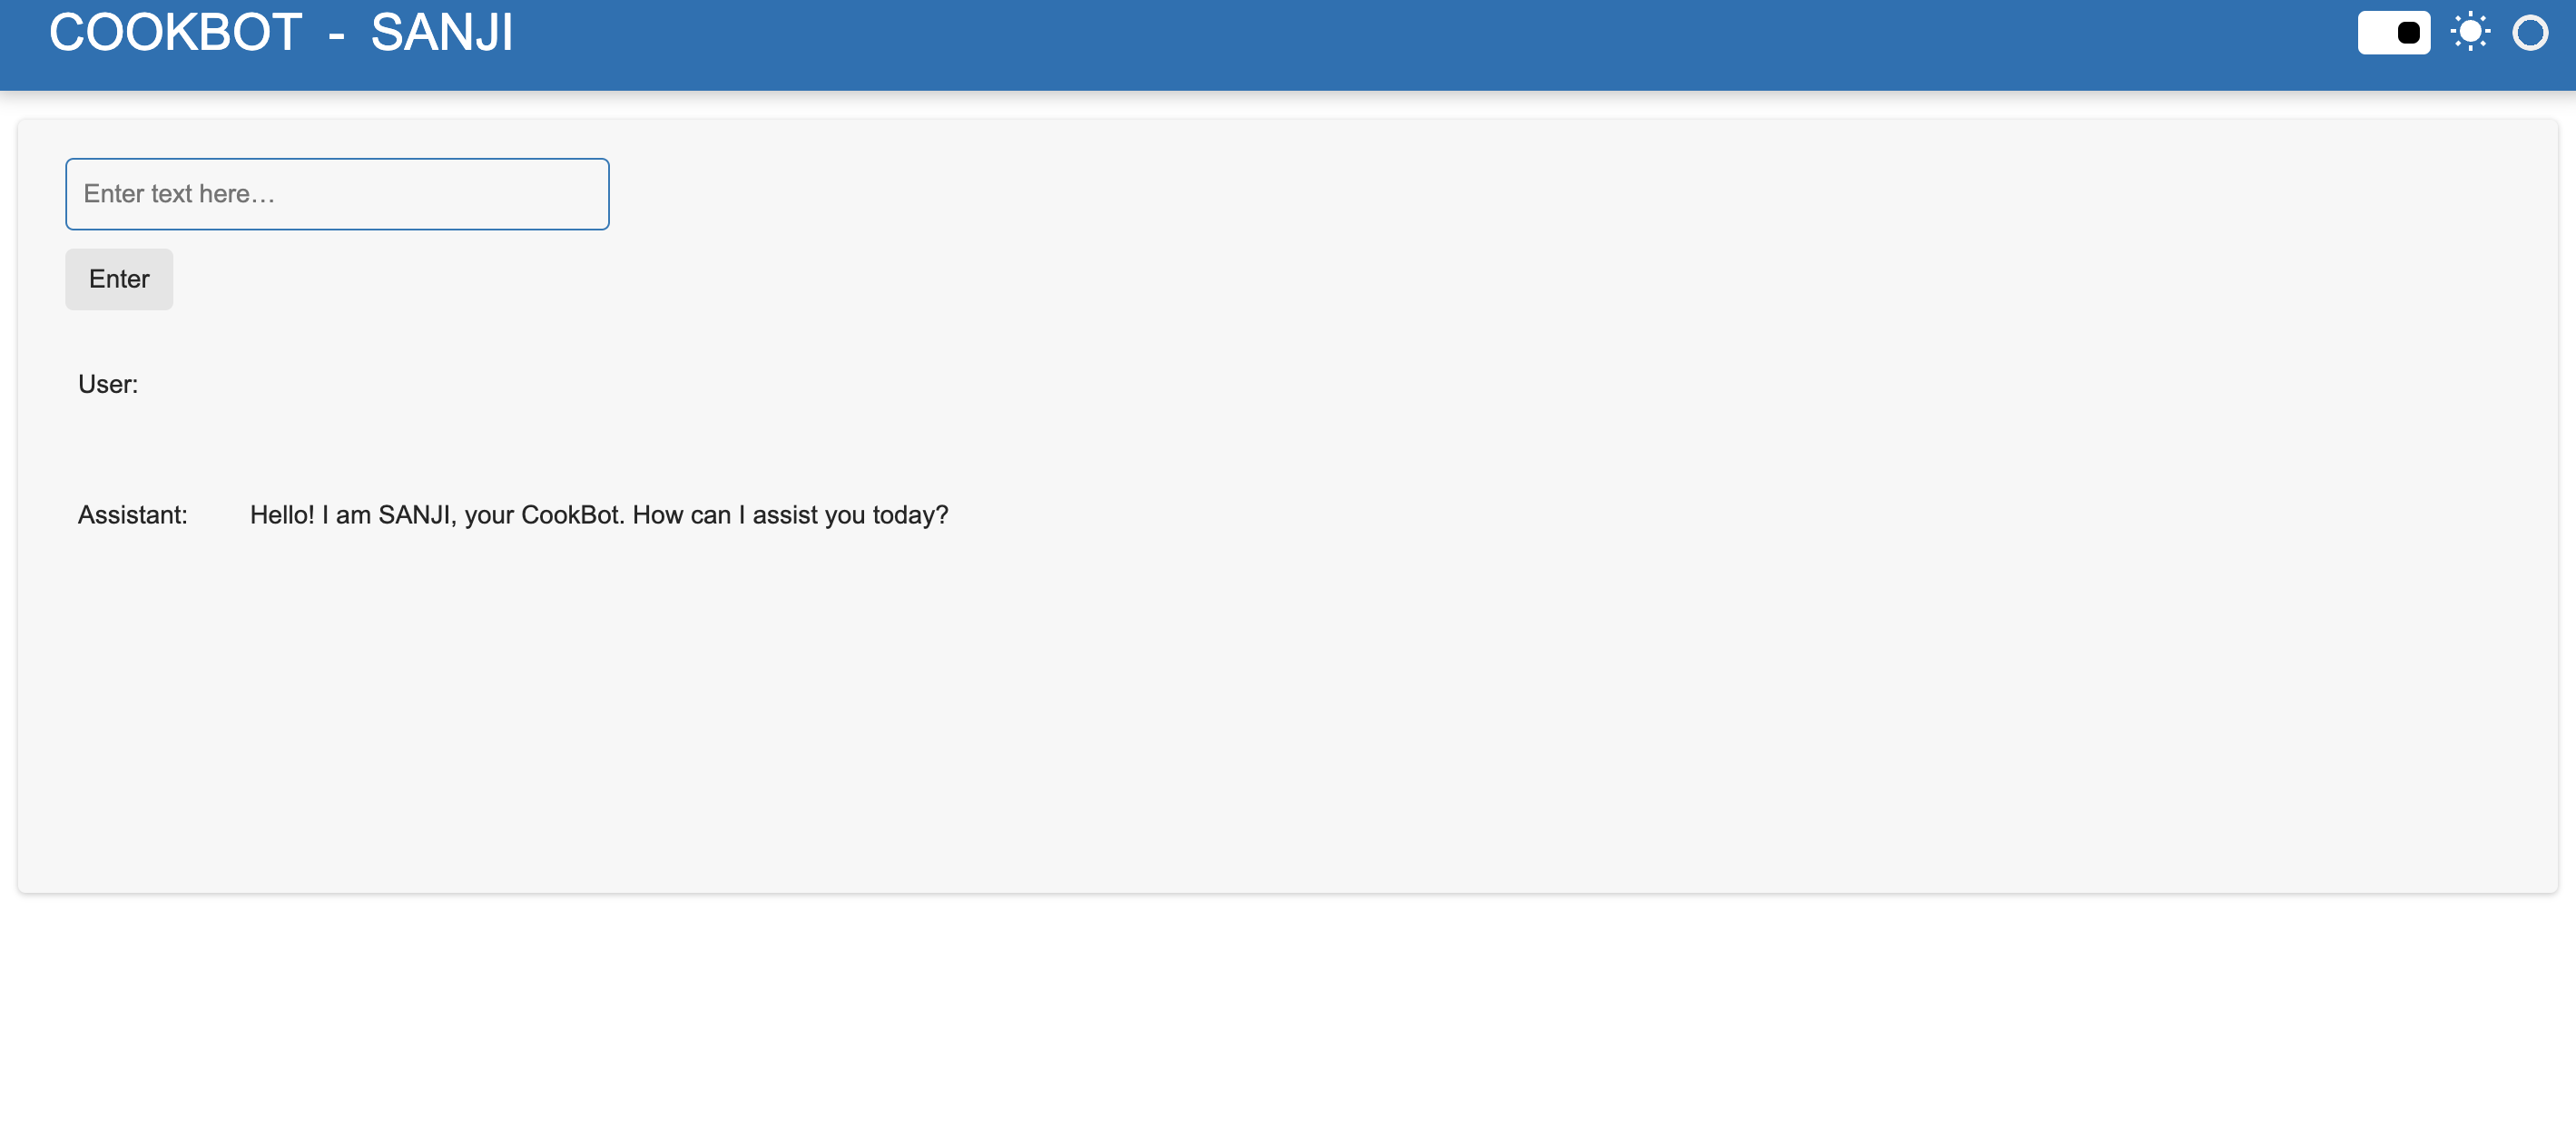 COOKBOT - SANJI
Enter text here...
Enter
User:
Assistant: Hello! I am SANJI, your CookBot. How can I assist you today?